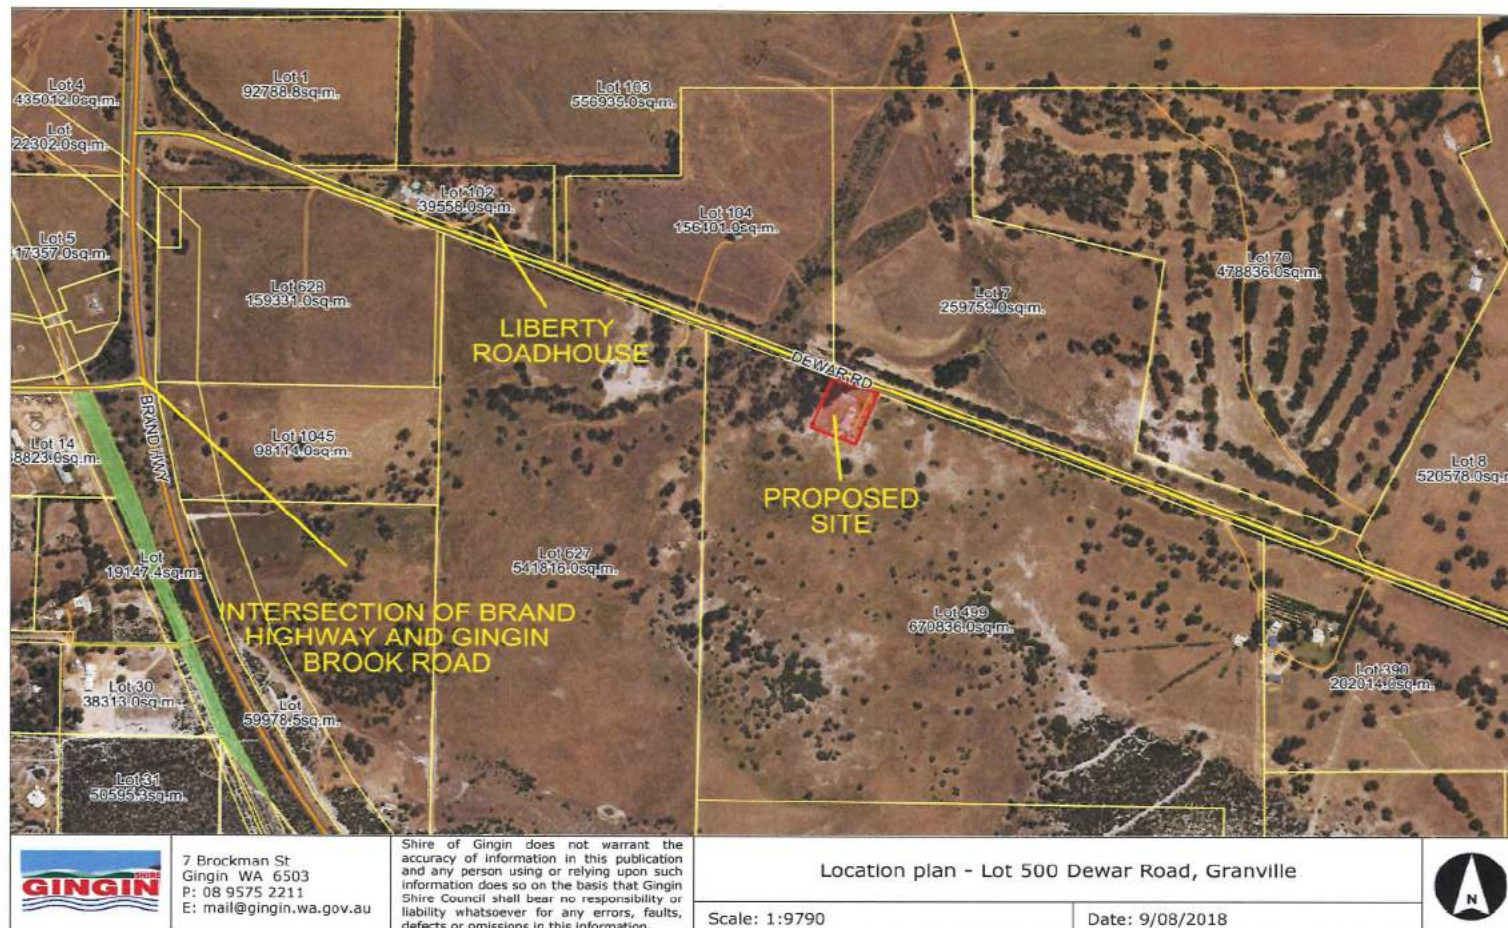 Lot 4
435012.0sq.m.
Lot
22302.0sq.m.
Lot 1
92788.8sq.m.
Lot 103
556935.0sq.m.
Lot 102
39558.0sq.m.
Lot 104
156401.0sq.m.
Lot 5
17357.0sq.m.
Lot 628
159331.0sq.m.
Lot 7
259759.0sq.m.
Lot 70
478836.0sq.m.
LIBERTY
ROADHOUSE
DEWAR RD
BRAND HWY
Lot 14
8823.0sq.m.
Lot 1045
98114.0sq.m.
PROPOSED
SITE
Lot 8
520578.0sq.m
Lot
19147.4sq.m.
Lot 627
541816.0sq.m.
INTERSECTION OF BRAND
HIGHWAY AND GINGIN
BROOK ROAD
Lot 499
670836.0sq.m.
Lot 390
202014.0sq.m.
Lot 30
38313.0sq.m.
Lot
59978.5sq.m.
Lot 31
50595.3sq.m.
SHIRE
GINGIN
7 Brockman St
Gingin WA 6503
P: 08 9575 2211
E: mail@gingin.wa.gov.au
Shire of Gingin does not warrant the
accuracy of information in this publication
and any person using or relying upon such
information does so on the basis that Gingin
Shire Council shall bear no responsibility or
liability whatsoever for any errors, faults,
defects or omissions in this information.
Location plan - Lot 500 Dewar Road, Granville
Scale: 1:9790
Date: 9/08/2018
N